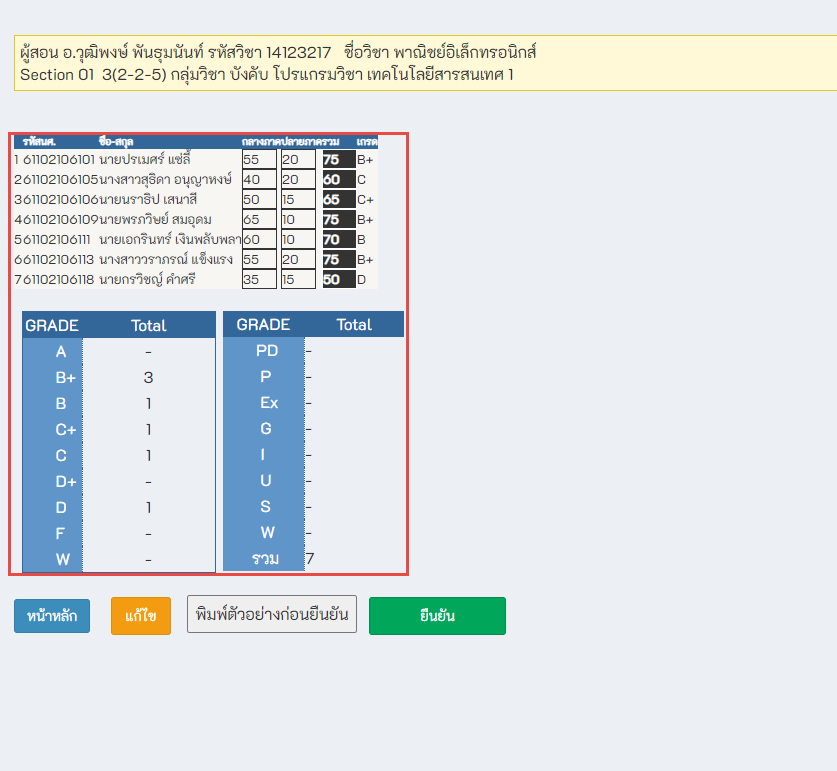 ผู้สอน อ.วุฒิพงษ์ พันธุมนันท์ รหัสวิชา 14123217 ชื่อวิชา พาณิชย์อิเล็กทรอนิกส์
Section 01 3(2-2-5) กลุ่มวิชา บังคับ โปรแกรมวิชา เทคโนโลยีสารสนเทศ 1
รหัสนศ. ชื่อ-สกุล กลางภาคปลายภาครวม เกรด
1 61102106101 นายปรเมศร์ แซ่ลี้ 55 20 75 B+
2 61102106105 นางสาวสุธิดา อนุญาหงษ์ 40 20 60 C
3 61102106106 นายนราธิป เสนาสี 50 15 65 C+
4 61102106109 นายพรภวิษย์ สมอุดม 65 10 75 B+
5 61102106111 นายเอกรินทร์ เงินพลับพลา 60 10 70 B
6 61102106113 นางสาววราภรณ์ แข็งแรง 55 20 75 B+
7 61102106118 นายกรวิชญ์ คำศรี 35 15 50 D
GRADE Total
A -
B+ 3
B 1
C+ 1
C 1
D+ -
D 1
F -
W -
GRADE Total
PD -
P -
Ex -
G -
I -
U -
S -
W -
รวม 7
หน้าหลัก แก้ไข พิมพ์ตัวอย่างก่อนยืนยัน ยืนยัน